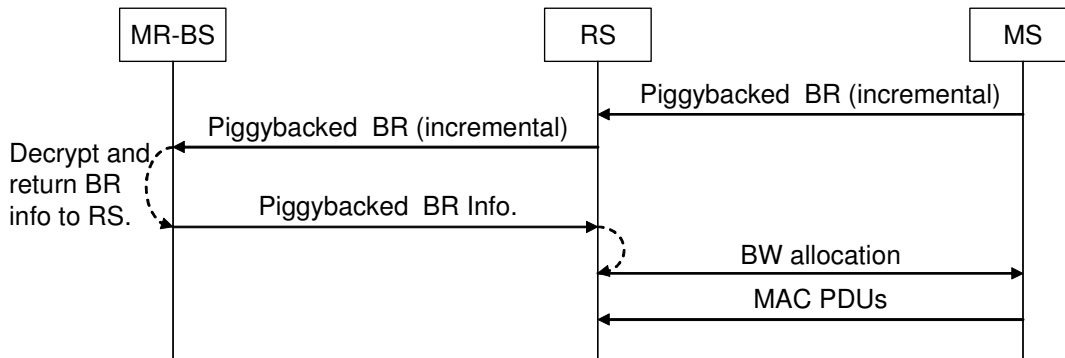 MR-BS
RS
MS
Piggybacked BR (incremental)
Piggybacked BR (incremental)
Decrypt and
return BR
info to RS.
Piggybacked BR Info.
BW allocation
MAC PDUs